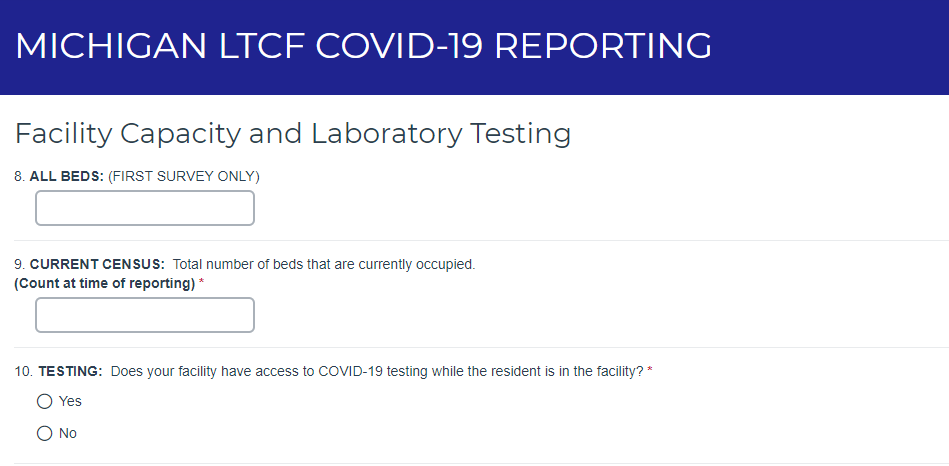 MICHIGAN LTCF COVID-19 REPORTING
Facility Capacity and Laboratory Testing
8. ALL BEDS: (FIRST SURVEY ONLY)
9. CURRENT CENSUS: Total number of beds that are currently occupied.
(Count at time of reporting) *
10. TESTING: Does your facility have access to COVID-19 testing while the resident is in the facility? *
Yes
No